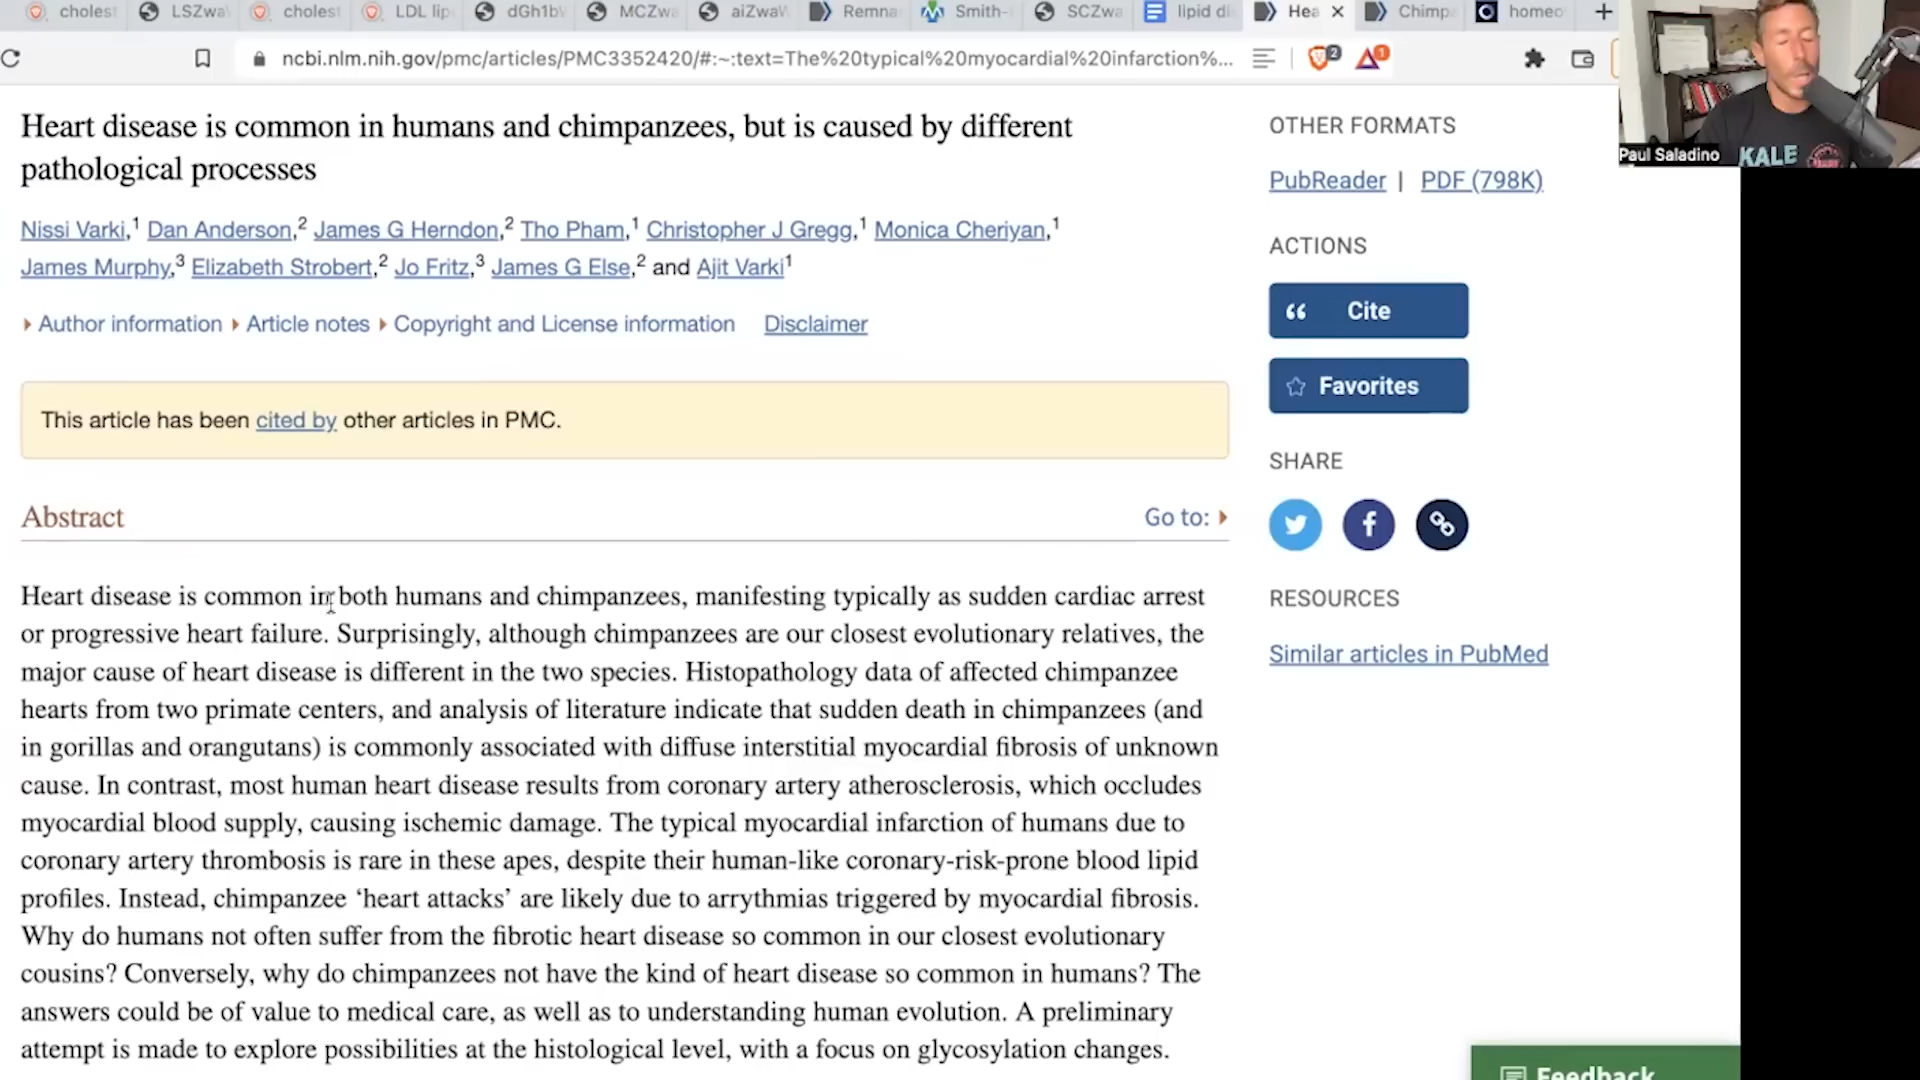 cholest
LSZwa
cholest
LDL lip
dGh1b
MCZwa
aiZwaV
Remna
Smith-
SCZwa
lipid di
Hea
Chimp
homeo
ncbi.nlm.nih.gov/pmc/articles/PMC3352420/#:~:text=The%20typical%20myocardial%20infarction%...
2
1
Paul Saladino
KALE
Heart disease is common in humans and chimpanzees, but is caused by different
pathological processes
Nissi Varki,1 Dan Anderson,2 James G Herndon,2 Tho Pham,1 Christopher J Gregg,1 Monica Cheriyan,1
James Murphy,3 Elizabeth Strobert,2 Jo Fritz,3 James G Else,2 and Ajit Varki1
Author information Article notes Copyright and License information Disclaimer
This article has been cited by other articles in PMC.
Abstract
Go to:
Heart disease is common in both humans and chimpanzees, manifesting typically as sudden cardiac arrest
or progressive heart failure. Surprisingly, although chimpanzees are our closest evolutionary relatives, the
major cause of heart disease is different in the two species. Histopathology data of affected chimpanzee
hearts from two primate centers, and analysis of literature indicate that sudden death in chimpanzees (and
in gorillas and orangutans) is commonly associated with diffuse interstitial myocardial fibrosis of unknown
cause. In contrast, most human heart disease results from coronary artery atherosclerosis, which occludes
myocardial blood supply, causing ischemic damage. The typical myocardial infarction of humans due to
coronary artery thrombosis is rare in these apes, despite their human-like coronary-risk-prone blood lipid
profiles. Instead, chimpanzee ‘heart attacks’ are likely due to arrythmias triggered by myocardial fibrosis.
Why do humans not often suffer from the fibrotic heart disease so common in our closest evolutionary
cousins? Conversely, why do chimpanzees not have the kind of heart disease so common in humans? The
answers could be of value to medical care, as well as to understanding human evolution. A preliminary
attempt is made to explore possibilities at the histological level, with a focus on glycosylation changes.
OTHER FORMATS
PubReader | PDF (798K)
ACTIONS
Cite
Favorites
SHARE
RESOURCES
Similar articles in PubMed
Feedback